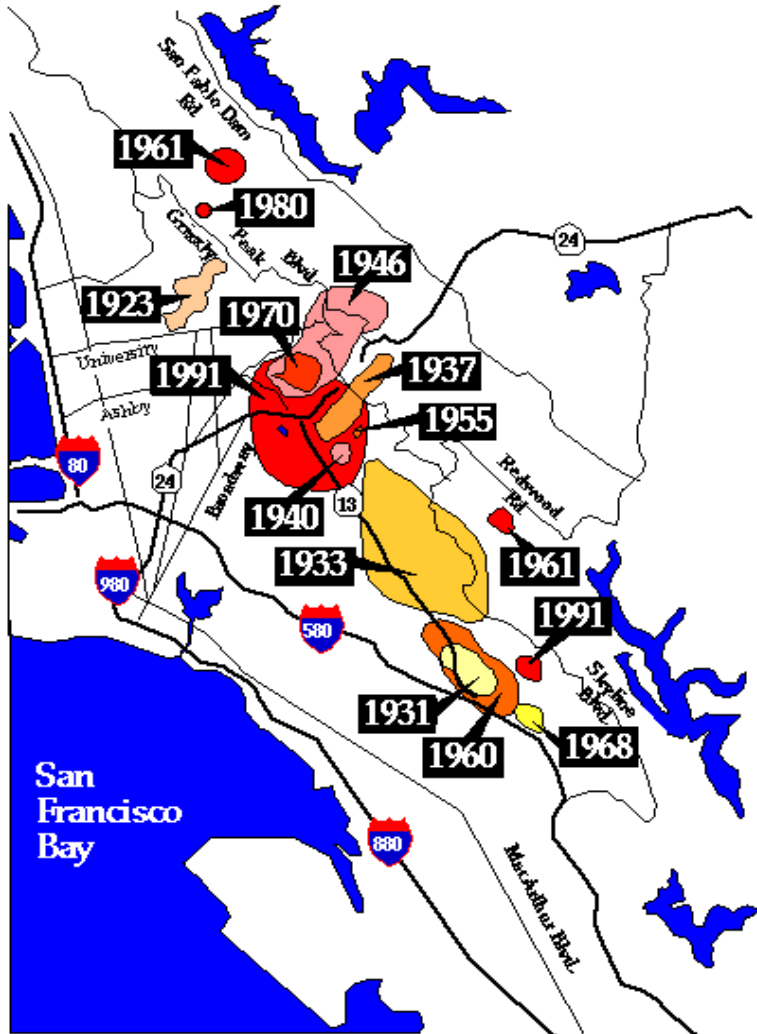 San Pablo Dam
Rd
1961
1980
Grizzly
Peak
Blvd
24
1946
1923
1970
University
1991
1937
Ashby
1955
80
24
Broadway
1940
13
Redwood
Rd
1933
1961
980
580
1991
Skyline
Blvd
1931
1960
1968
San
Francisco
Bay
880
MacArthur Blvd.